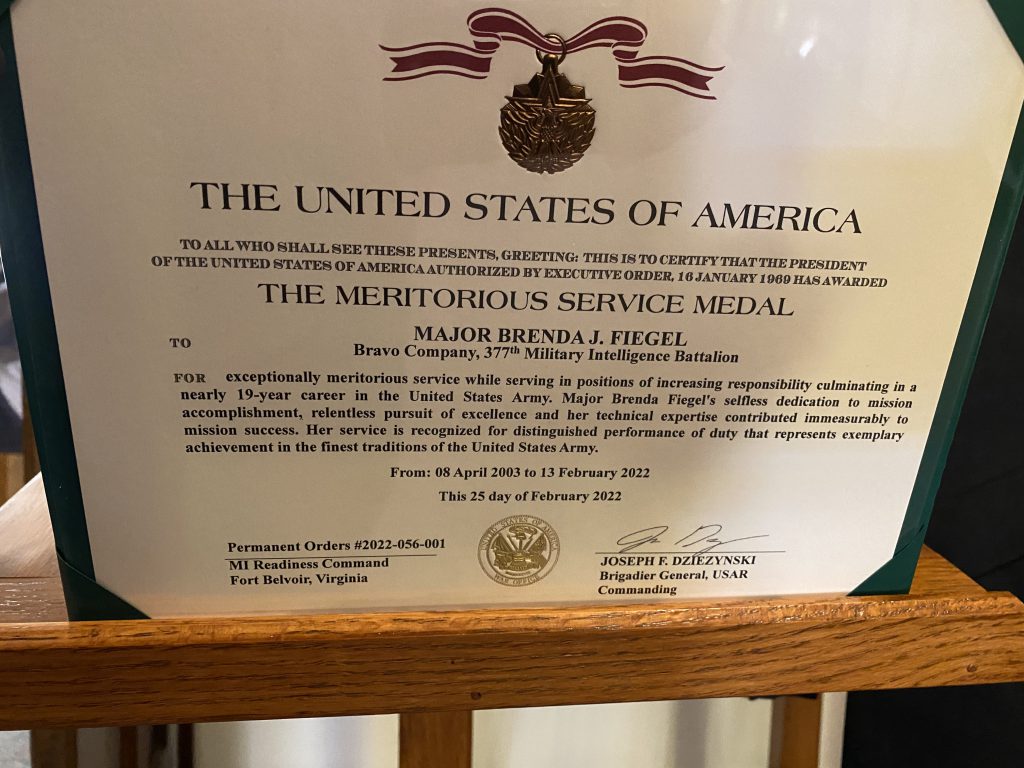 THE UNITED STATES OF AMERICA
TO ALL WHO SHALL SEE THESE PRESENTS, GREETING: THIS IS TO CERTIFY THAT THE PRESIDENT
OF THE UNITED STATES OF AMERICA AUTHORIZED BY EXECUTIVE ORDER, 16 JANUARY 1969 HAS AWARDED
THE MERITORIOUS SERVICE MEDAL
TO MAJOR BRENDA J. FIEGEL
Bravo Company, 377th Military Intelligence Battalion
FOR exceptionally meritorious service while serving in positions of increasing responsibility culminating in a
nearly 19-year career in the United States Army. Major Brenda Fiegel's selfless dedication to mission
accomplishment, relentless pursuit of excellence and her technical expertise contributed immeasurably to
mission success. Her service is recognized for distinguished performance of duty that represents exemplary
achievement in the finest traditions of the United States Army.
From: 08 April 2003 to 13 February 2022
This 25 day of February 2022
Permanent Orders #2022-056-001
MI Readiness Command
Fort Belvoir, Virginia
UNITED STATES OF AMERICA
WAR OFFICE
JOSEPH F. DZIEZYNSKI
Brigadier General, USAR
Commanding